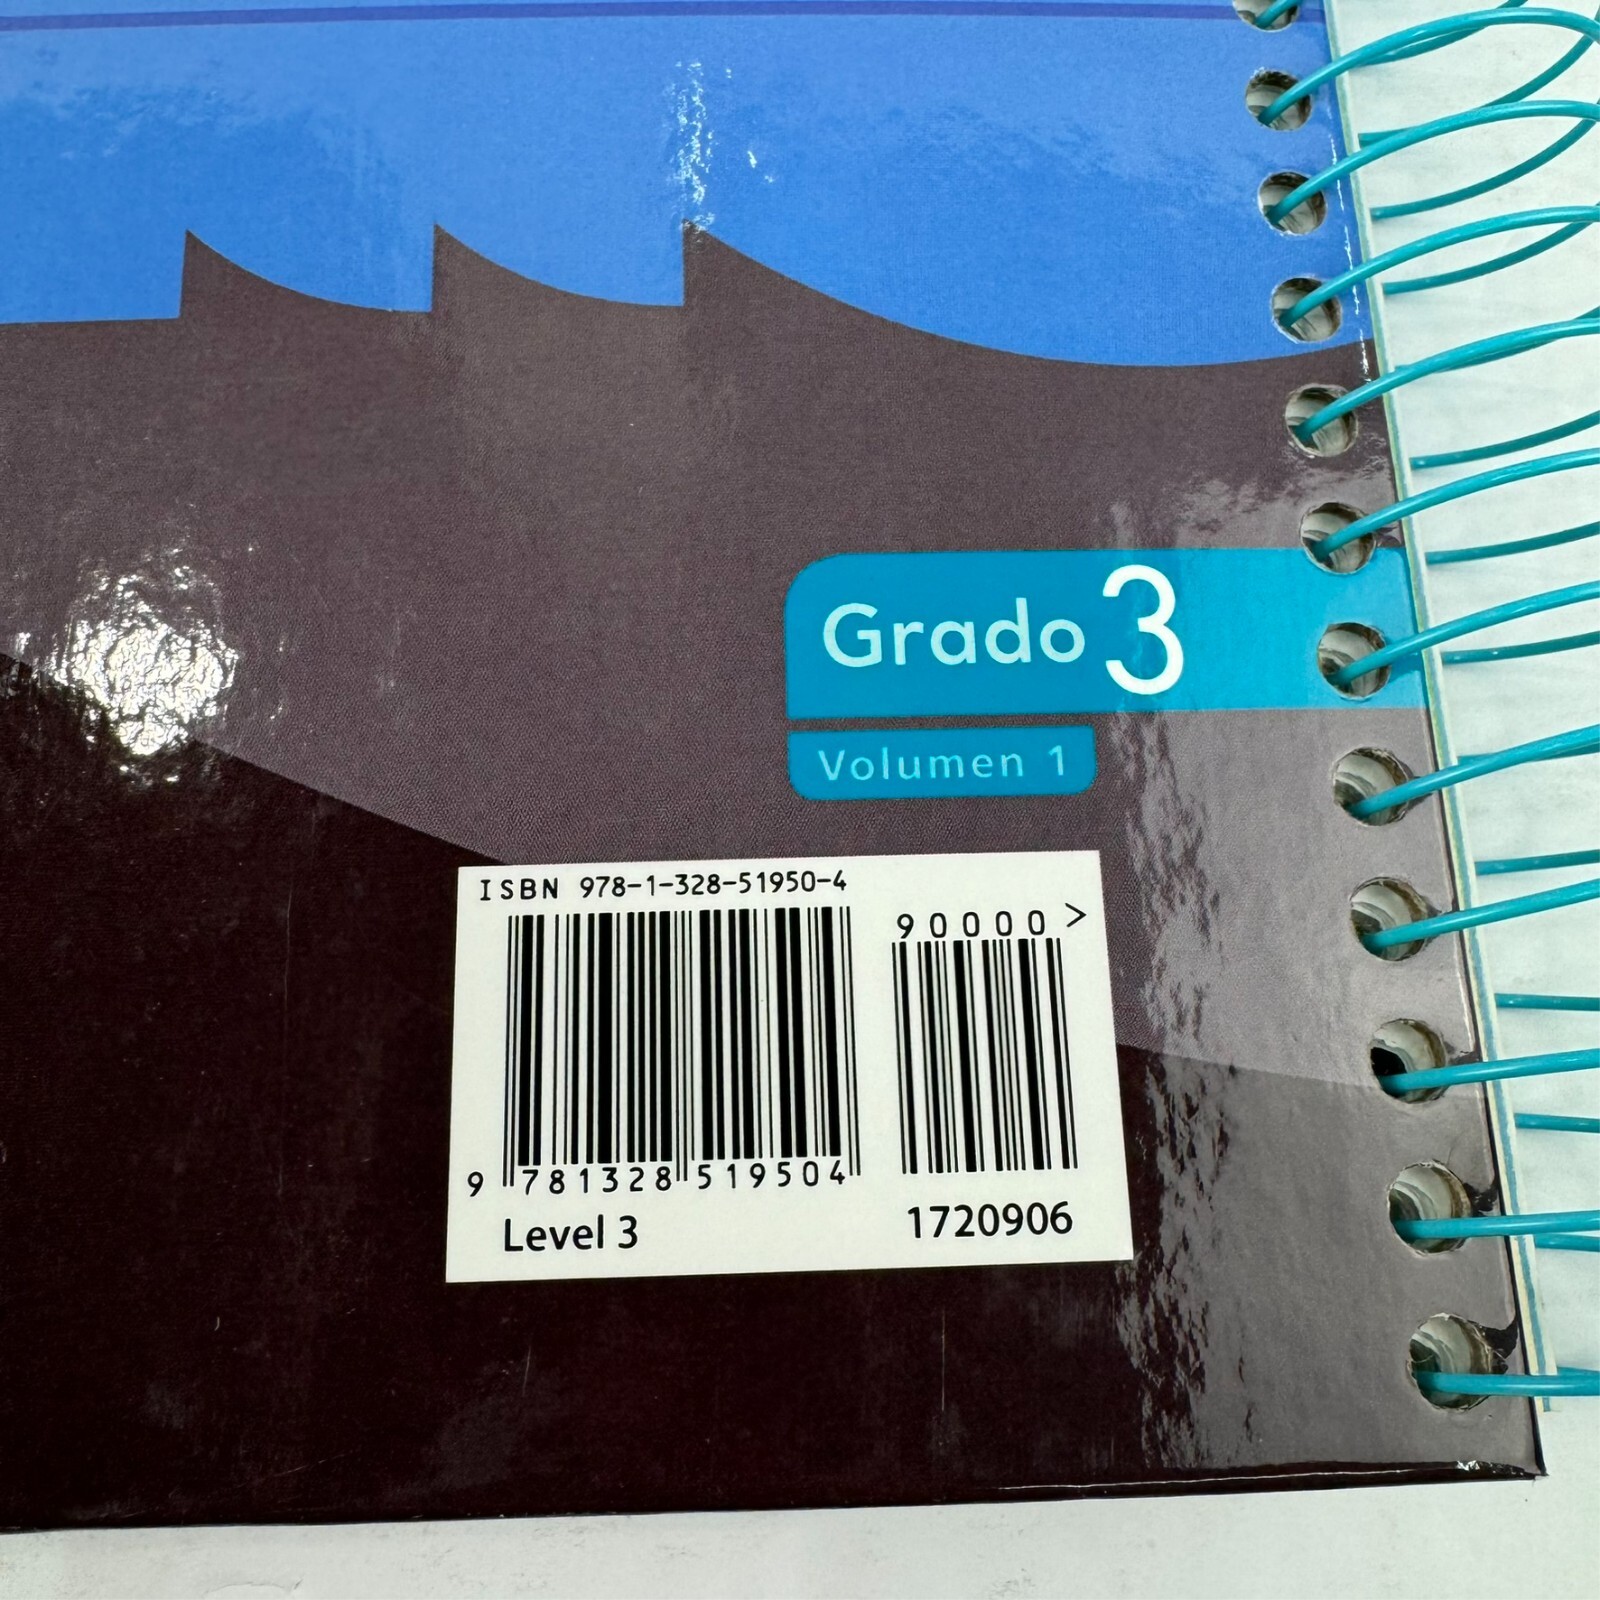 Grado 3
Volumen 1
ISBN 978-1-328-51950-4
90000>
9 781328 519504
Level 3
1720906